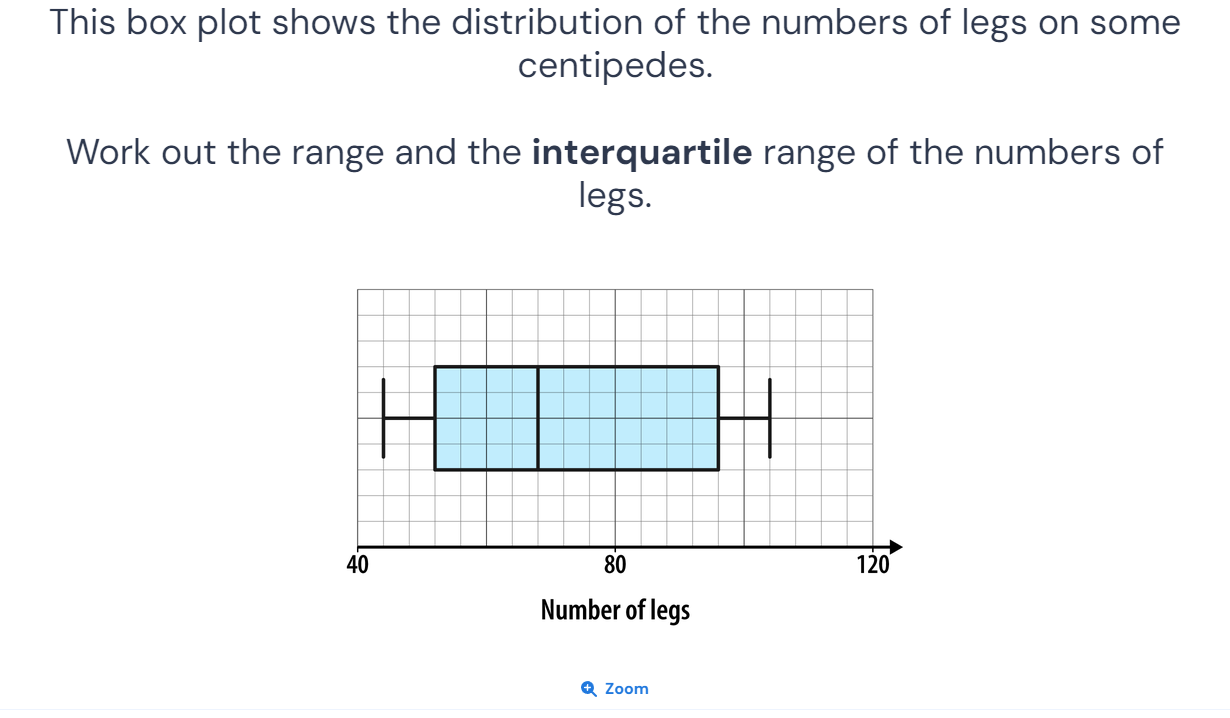 This box plot shows the distribution of the numbers of legs on some
centipedes.
Work out the range and the interquartile range of the numbers of
legs.
40 80 120
Number of legs
Zoom